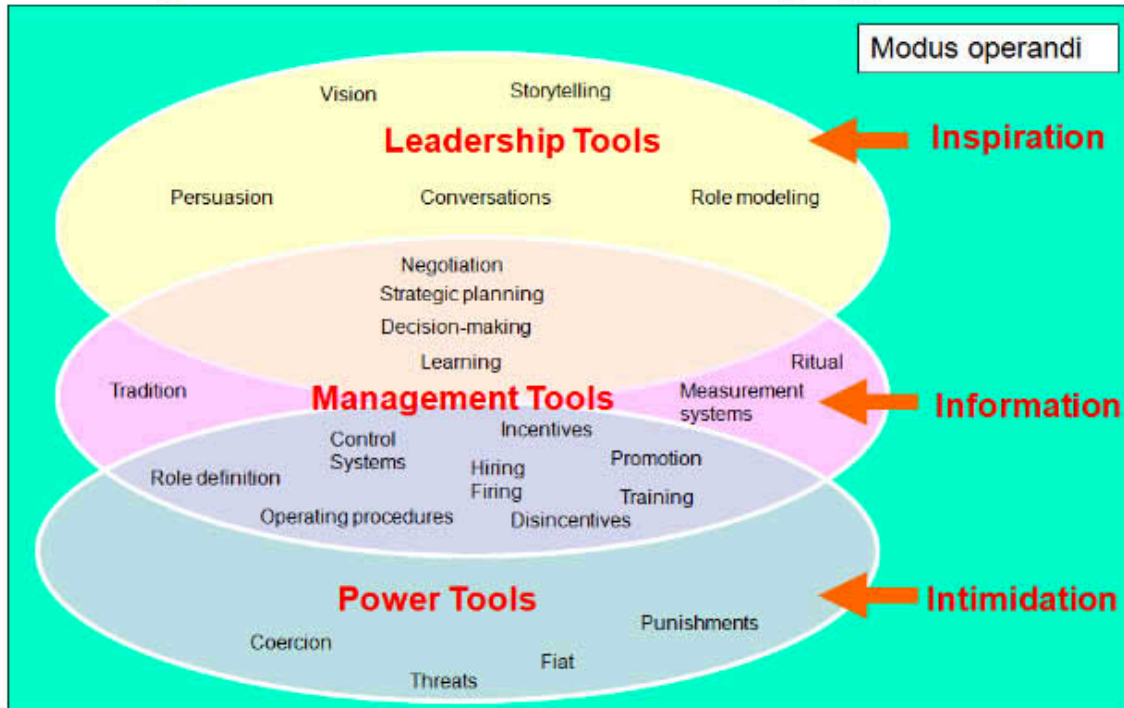 Modus operandi
Vision
Storytelling
Leadership Tools
Inspiration
Persuasion
Conversations
Role modeling
Negotiation
Strategic planning
Decision-making
Learning
Ritual
Tradition
Management Tools
Measurement
systems
Information
Incentives
Control
Systems
Promotion
Role definition
Hiring
Firing
Training
Operating procedures
Disincentives
Power Tools
Intimidation
Punishments
Coercion
Fiat
Threats